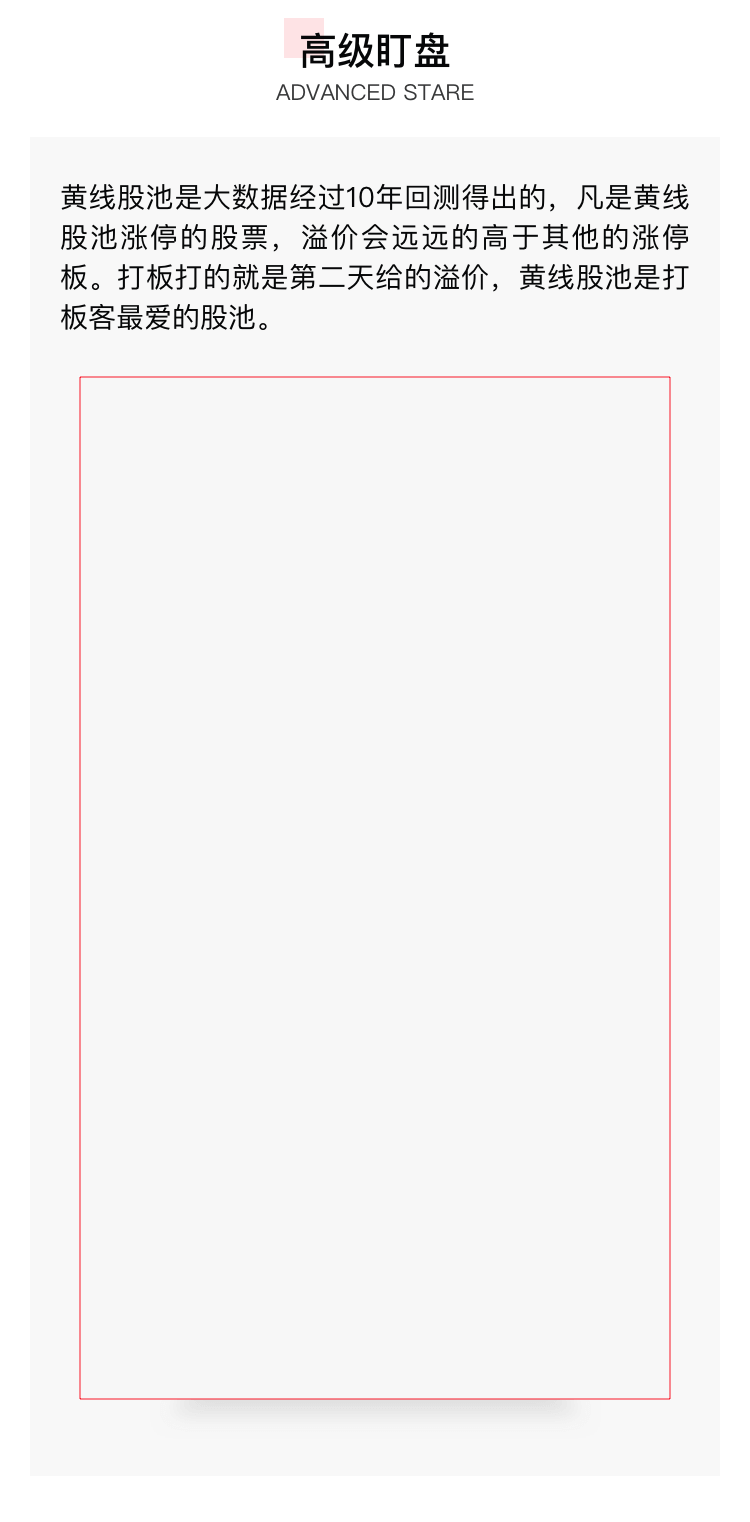 高级盯盘
ADVANCED STARE
黄线股池是大数据经过10年回测得出的，凡是黄线
股池涨停的股票，溢价会远远的高于其他的涨停
板。打板打的就是第二天给的溢价，黄线股池是打
板客最爱的股池。